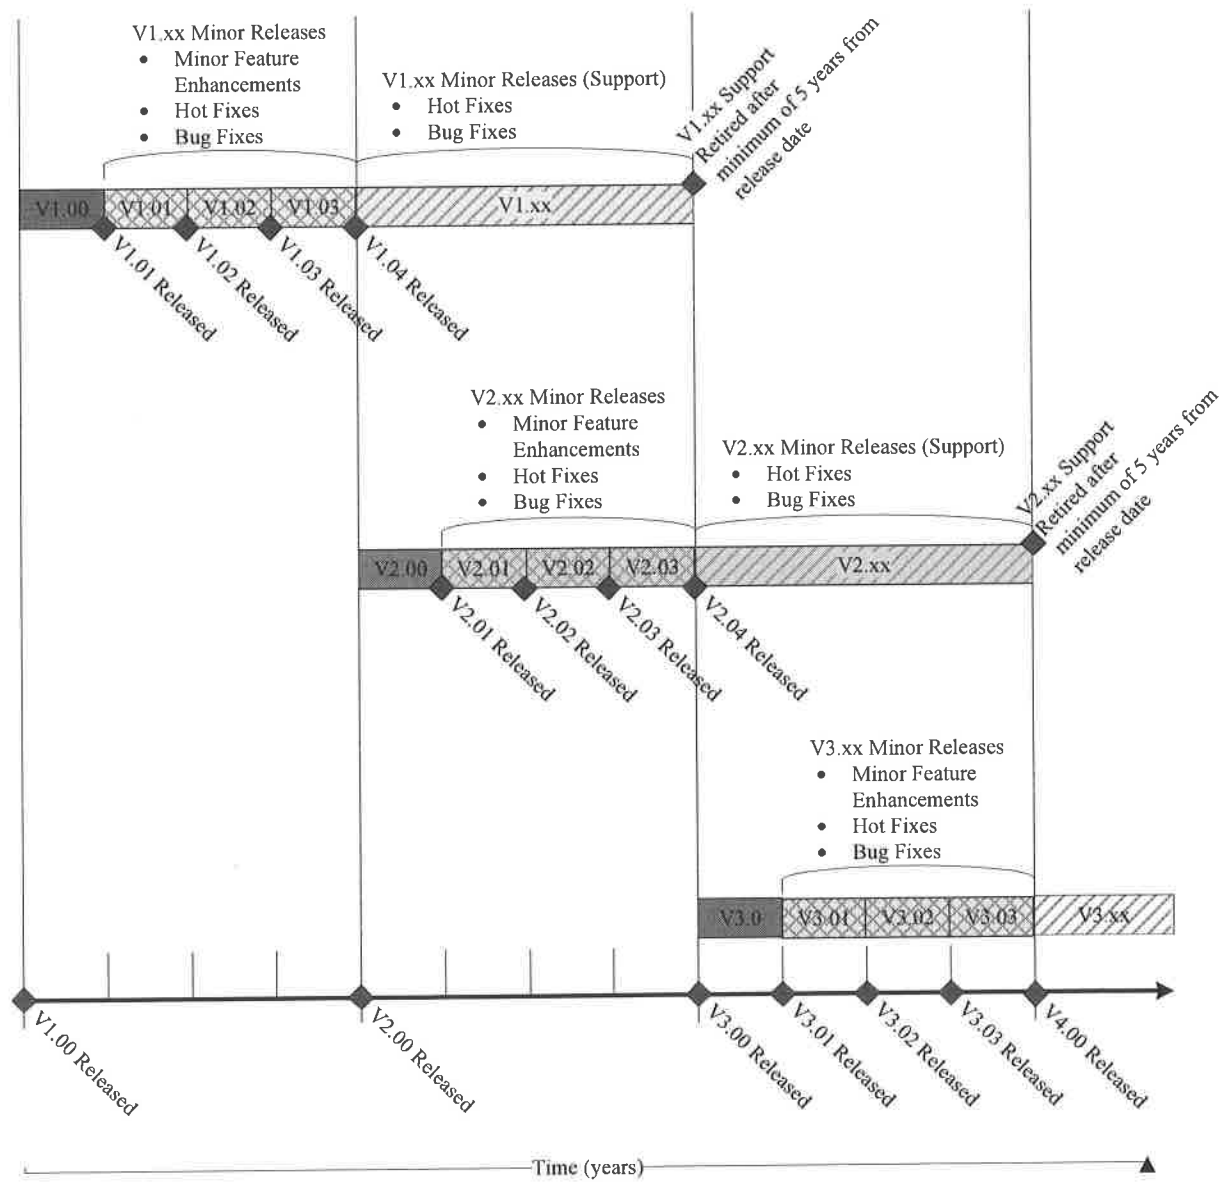 V1.xx Minor Releases
• Minor Feature
Enhancements
• Hot Fixes
• Bug Fixes
V1.xx Minor Releases (Support)
• Hot Fixes
• Bug Fixes
V1.xx Support
Retired after
minimum of 5 years from
release date
V1.00
V1.01
V1.02
V1.03
V1.xx
V1.01 Released
V1.02 Released
V1.03 Released
V1.04 Released
V2.xx Minor Releases
• Minor Feature
Enhancements
• Hot Fixes
• Bug Fixes
V2.xx Minor Releases (Support)
• Hot Fixes
• Bug Fixes
V2.xx Support
Retired after
minimum of 5 years from
release date
V2.00
V2.01
V2.02
V2.03
V2.xx
V2.01 Released
V2.02 Released
V2.03 Released
V2.04 Released
V3.xx Minor Releases
• Minor Feature
Enhancements
• Hot Fixes
• Bug Fixes
V3.0
V3.01
V3.02
V3.03
V3.xx
V1.00 Released
V2.00 Released
V3.00 Released
V3.01 Released
V3.02 Released
V3.03 Released
V4.00 Released
Time (years)